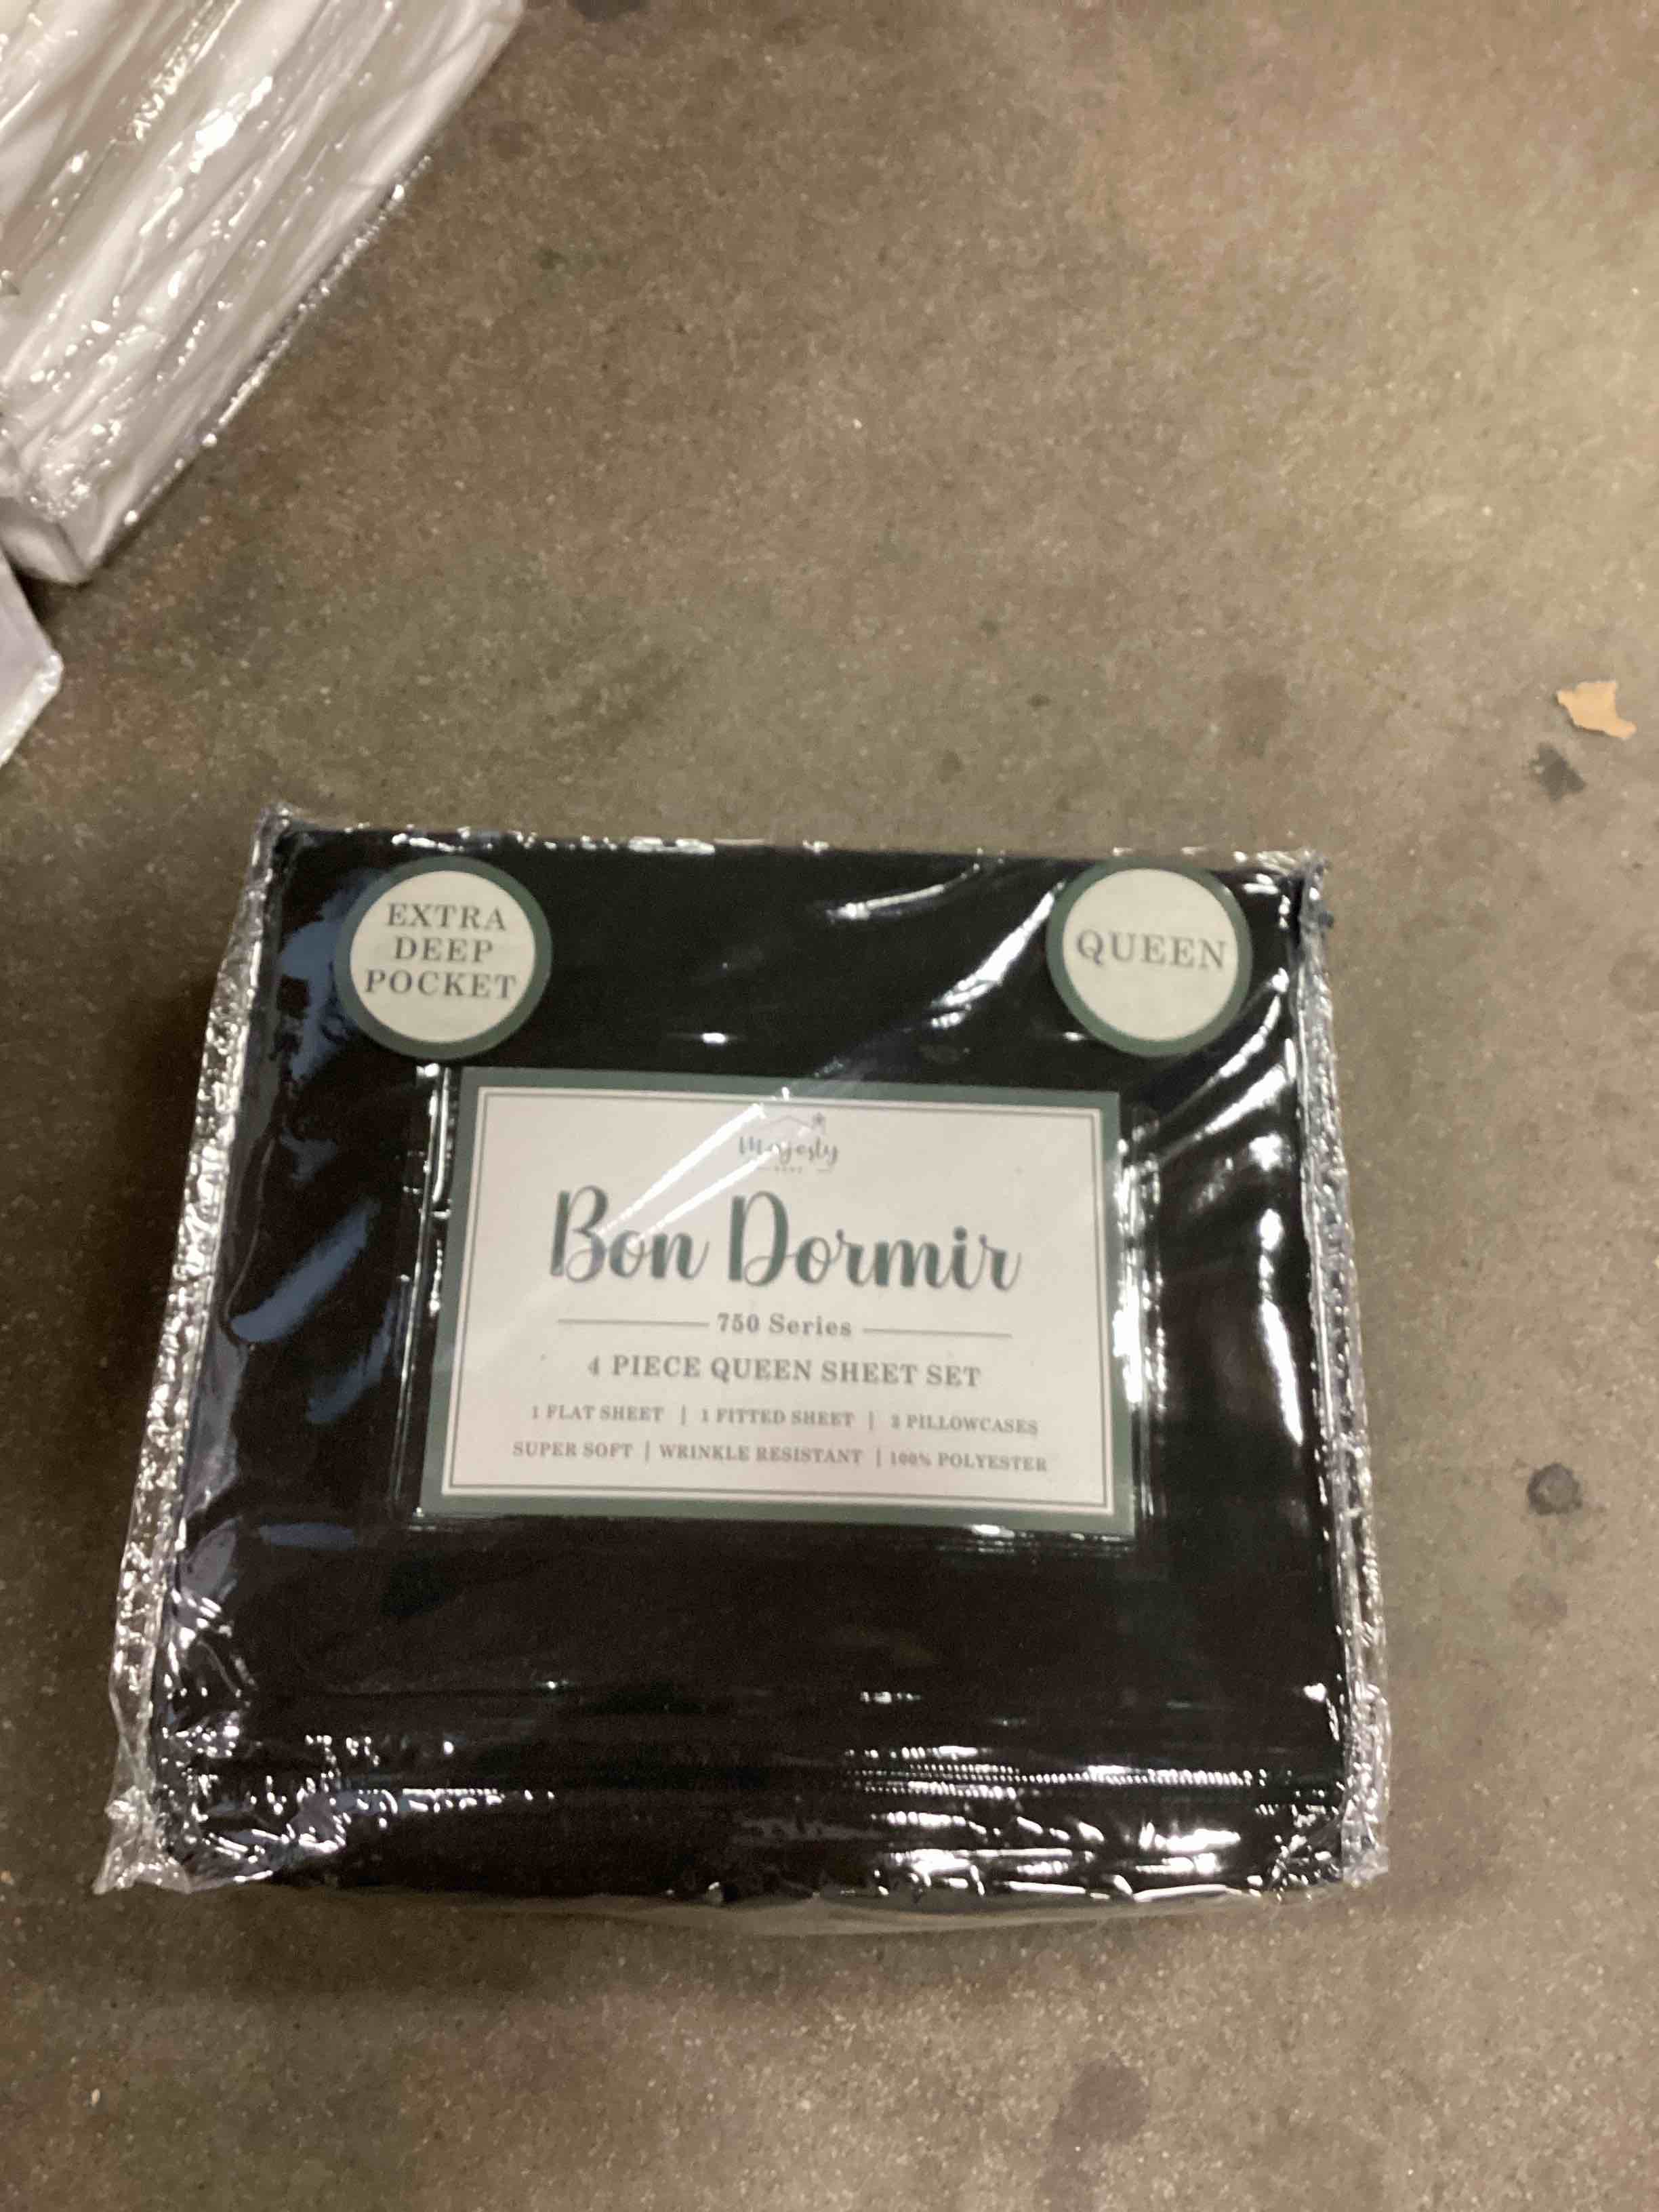 EXTRA
DEEP
POCKET
QUEEN
Majesty
Bon Dormir
750 Series
4 PIECE QUEEN SHEET SET
1 FLAT SHEET | 1 FITTED SHEET | 2 PILLOWCASES
SUPER SOFT | WRINKLE RESISTANT | 100% POLYESTER